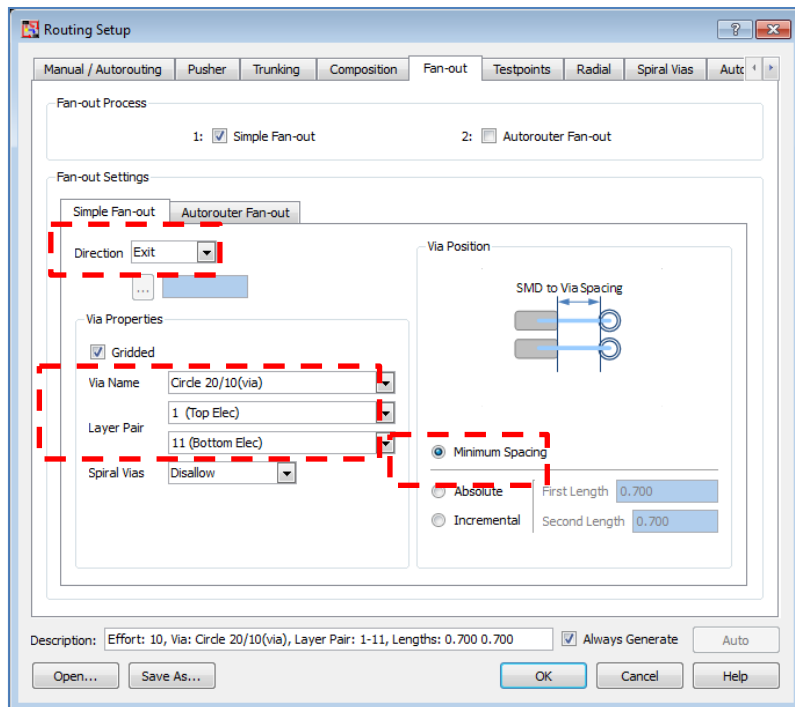 Routing Setup
Manual / Autorouting
Pusher
Trunking
Composition
Fan-out
Testpoints
Radial
Spiral Vias
Autc
Fan-out Process
1: Simple Fan-out
2: Autorouter Fan-out
Fan-out Settings
Simple Fan-out
Autorouter Fan-out
Direction Exit
...
Via Position
SMD to Via Spacing
Via Properties
Gridded
Via Name Circle 20/10(via)
Layer Pair
1 (Top Elec)
11 (Bottom Elec)
Spiral Vias Disallow
Minimum Spacing
Absolute First Length 0.700
Incremental Second Length 0.700
Description: Effort: 10, Via: Circle 20/10(via), Layer Pair: 1-11, Lengths: 0.700 0.700 Always Generate Auto
Open... Save As... OK Cancel Help